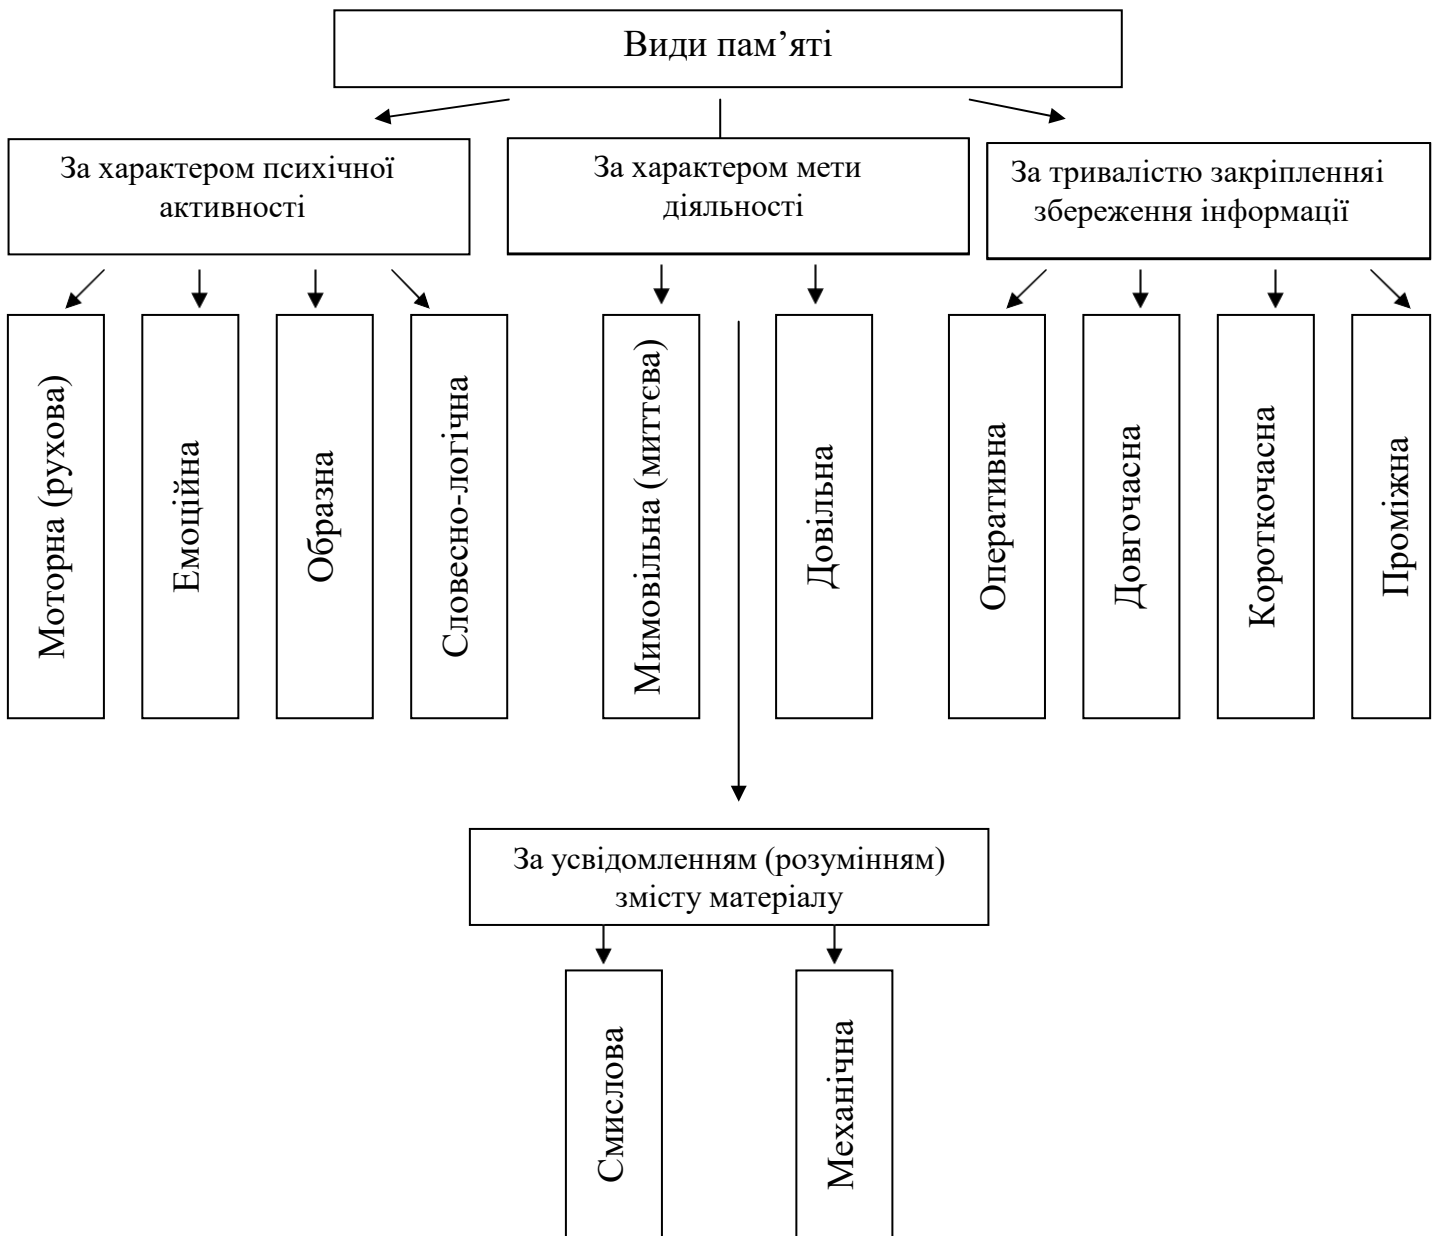 Види пам’яті
За характером психічної
активності
За характером мети
діяльності
За тривалістю закріпленняі
збереження інформації
Моторна (рухова)
Емоційна
Образна
Словесно-логічна
Мимовільна (миттєва)
Довільна
Оперативна
Довгочасна
Короткочасна
Проміжна
За усвідомленням (розумінням)
змісту матеріалу
Смислова
Механічна